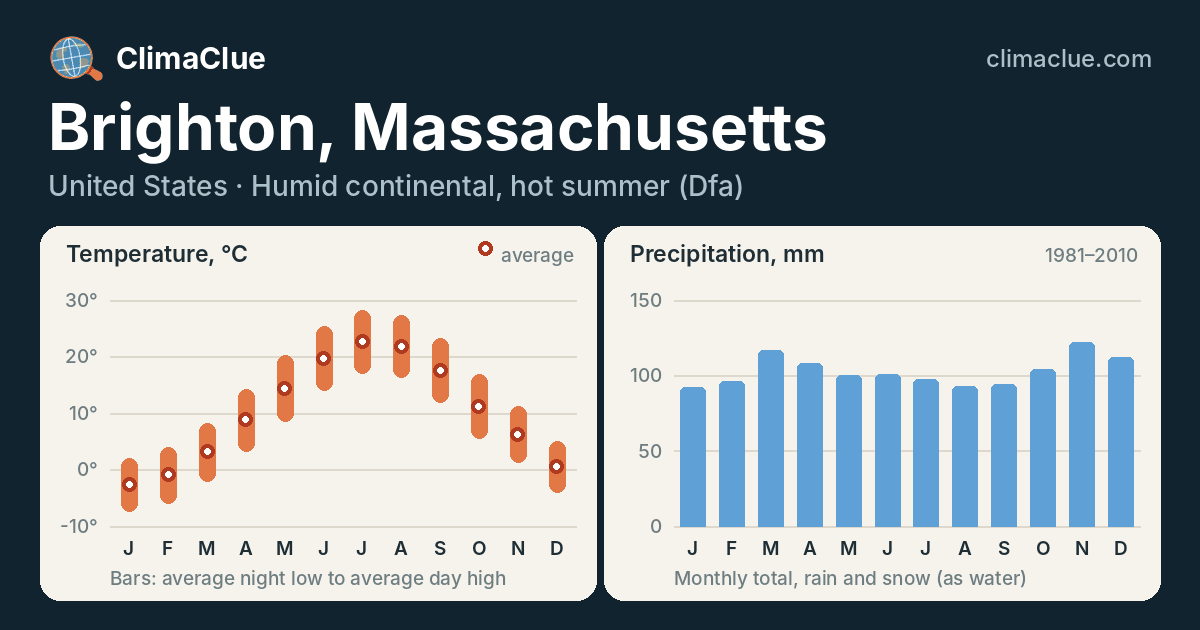 ClimaClue
climaclue.com
Brighton, Massachusetts
United States · Humid continental, hot summer (Dfa)
Temperature, °C
average
30°
20°
10°
0°
-10°
J F M A M J J A S O N D
Bars: average night low to average day high
Precipitation, mm
1981–2010
150
100
50
0
J F M A M J J A S O N D
Monthly total, rain and snow (as water)